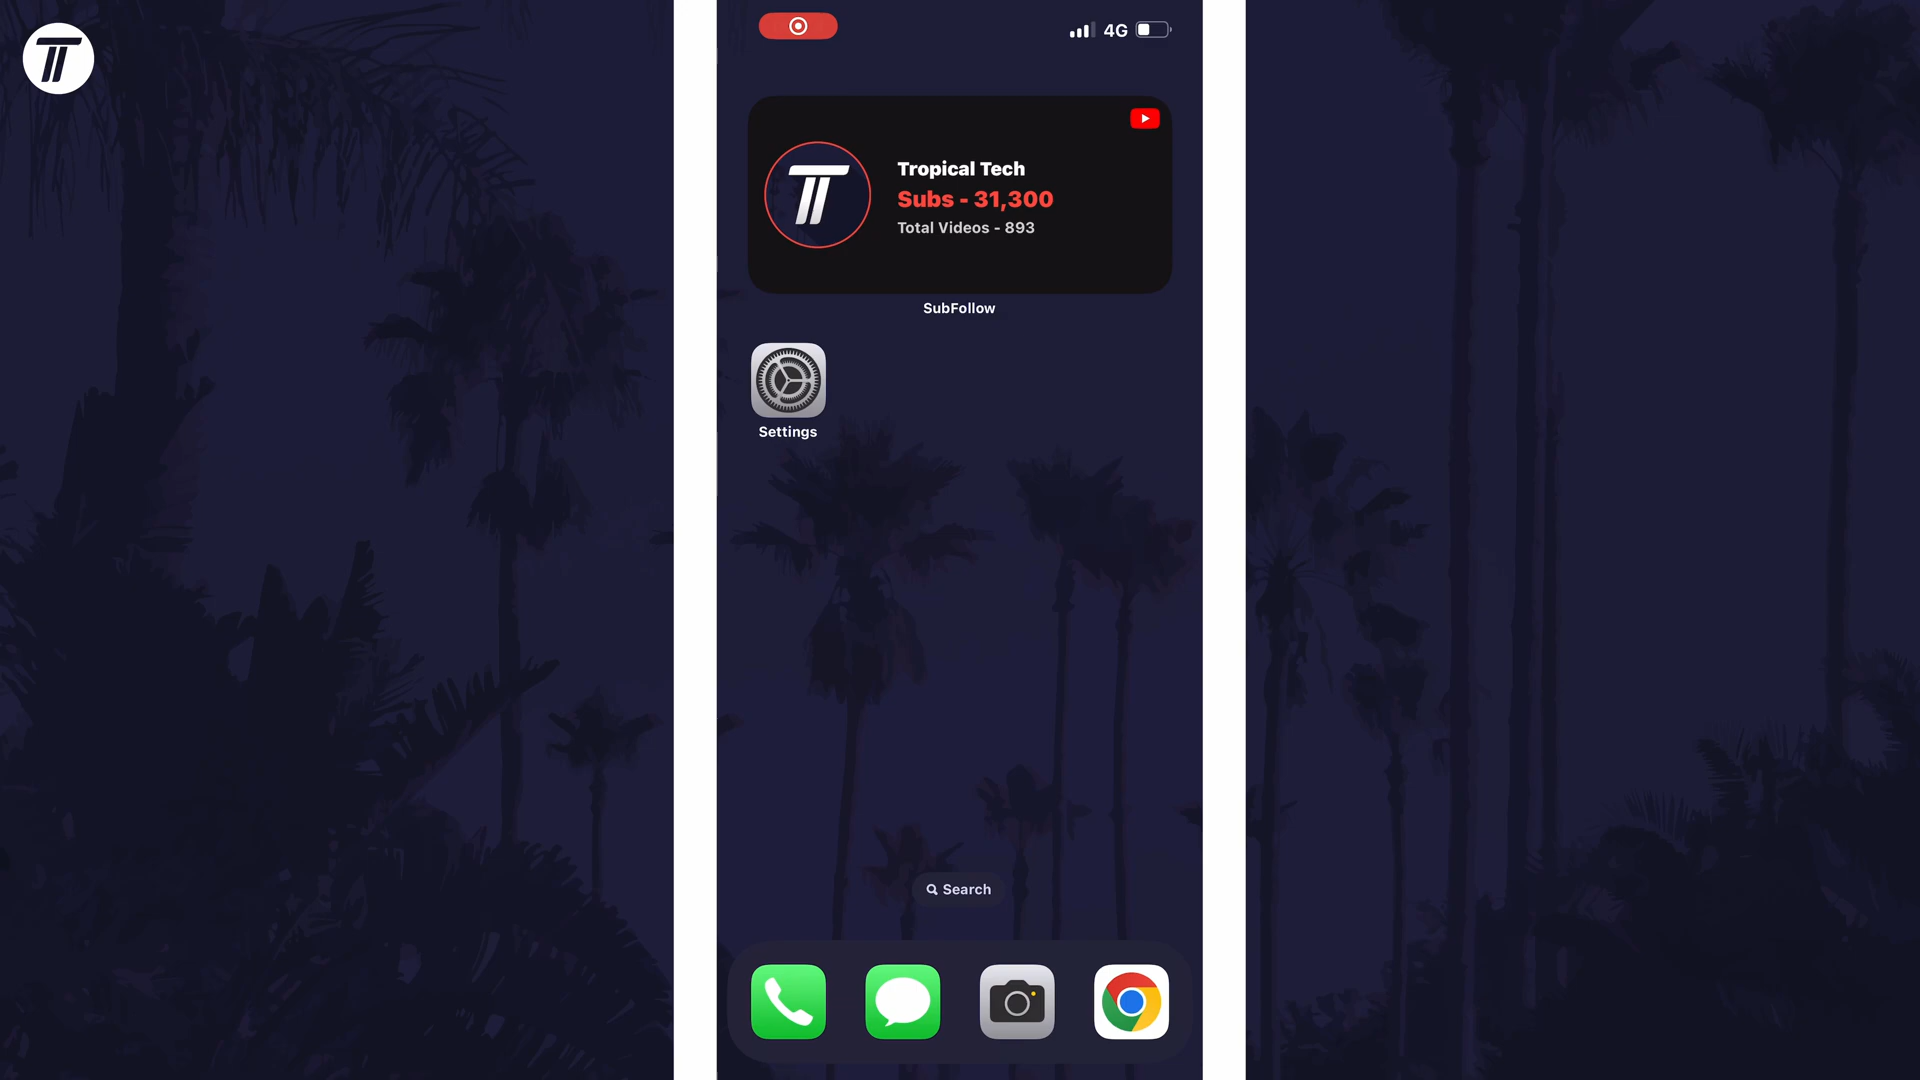 4G
Tropical Tech
Subs - 31,300
Total Videos - 893
SubFollow
Settings
Search